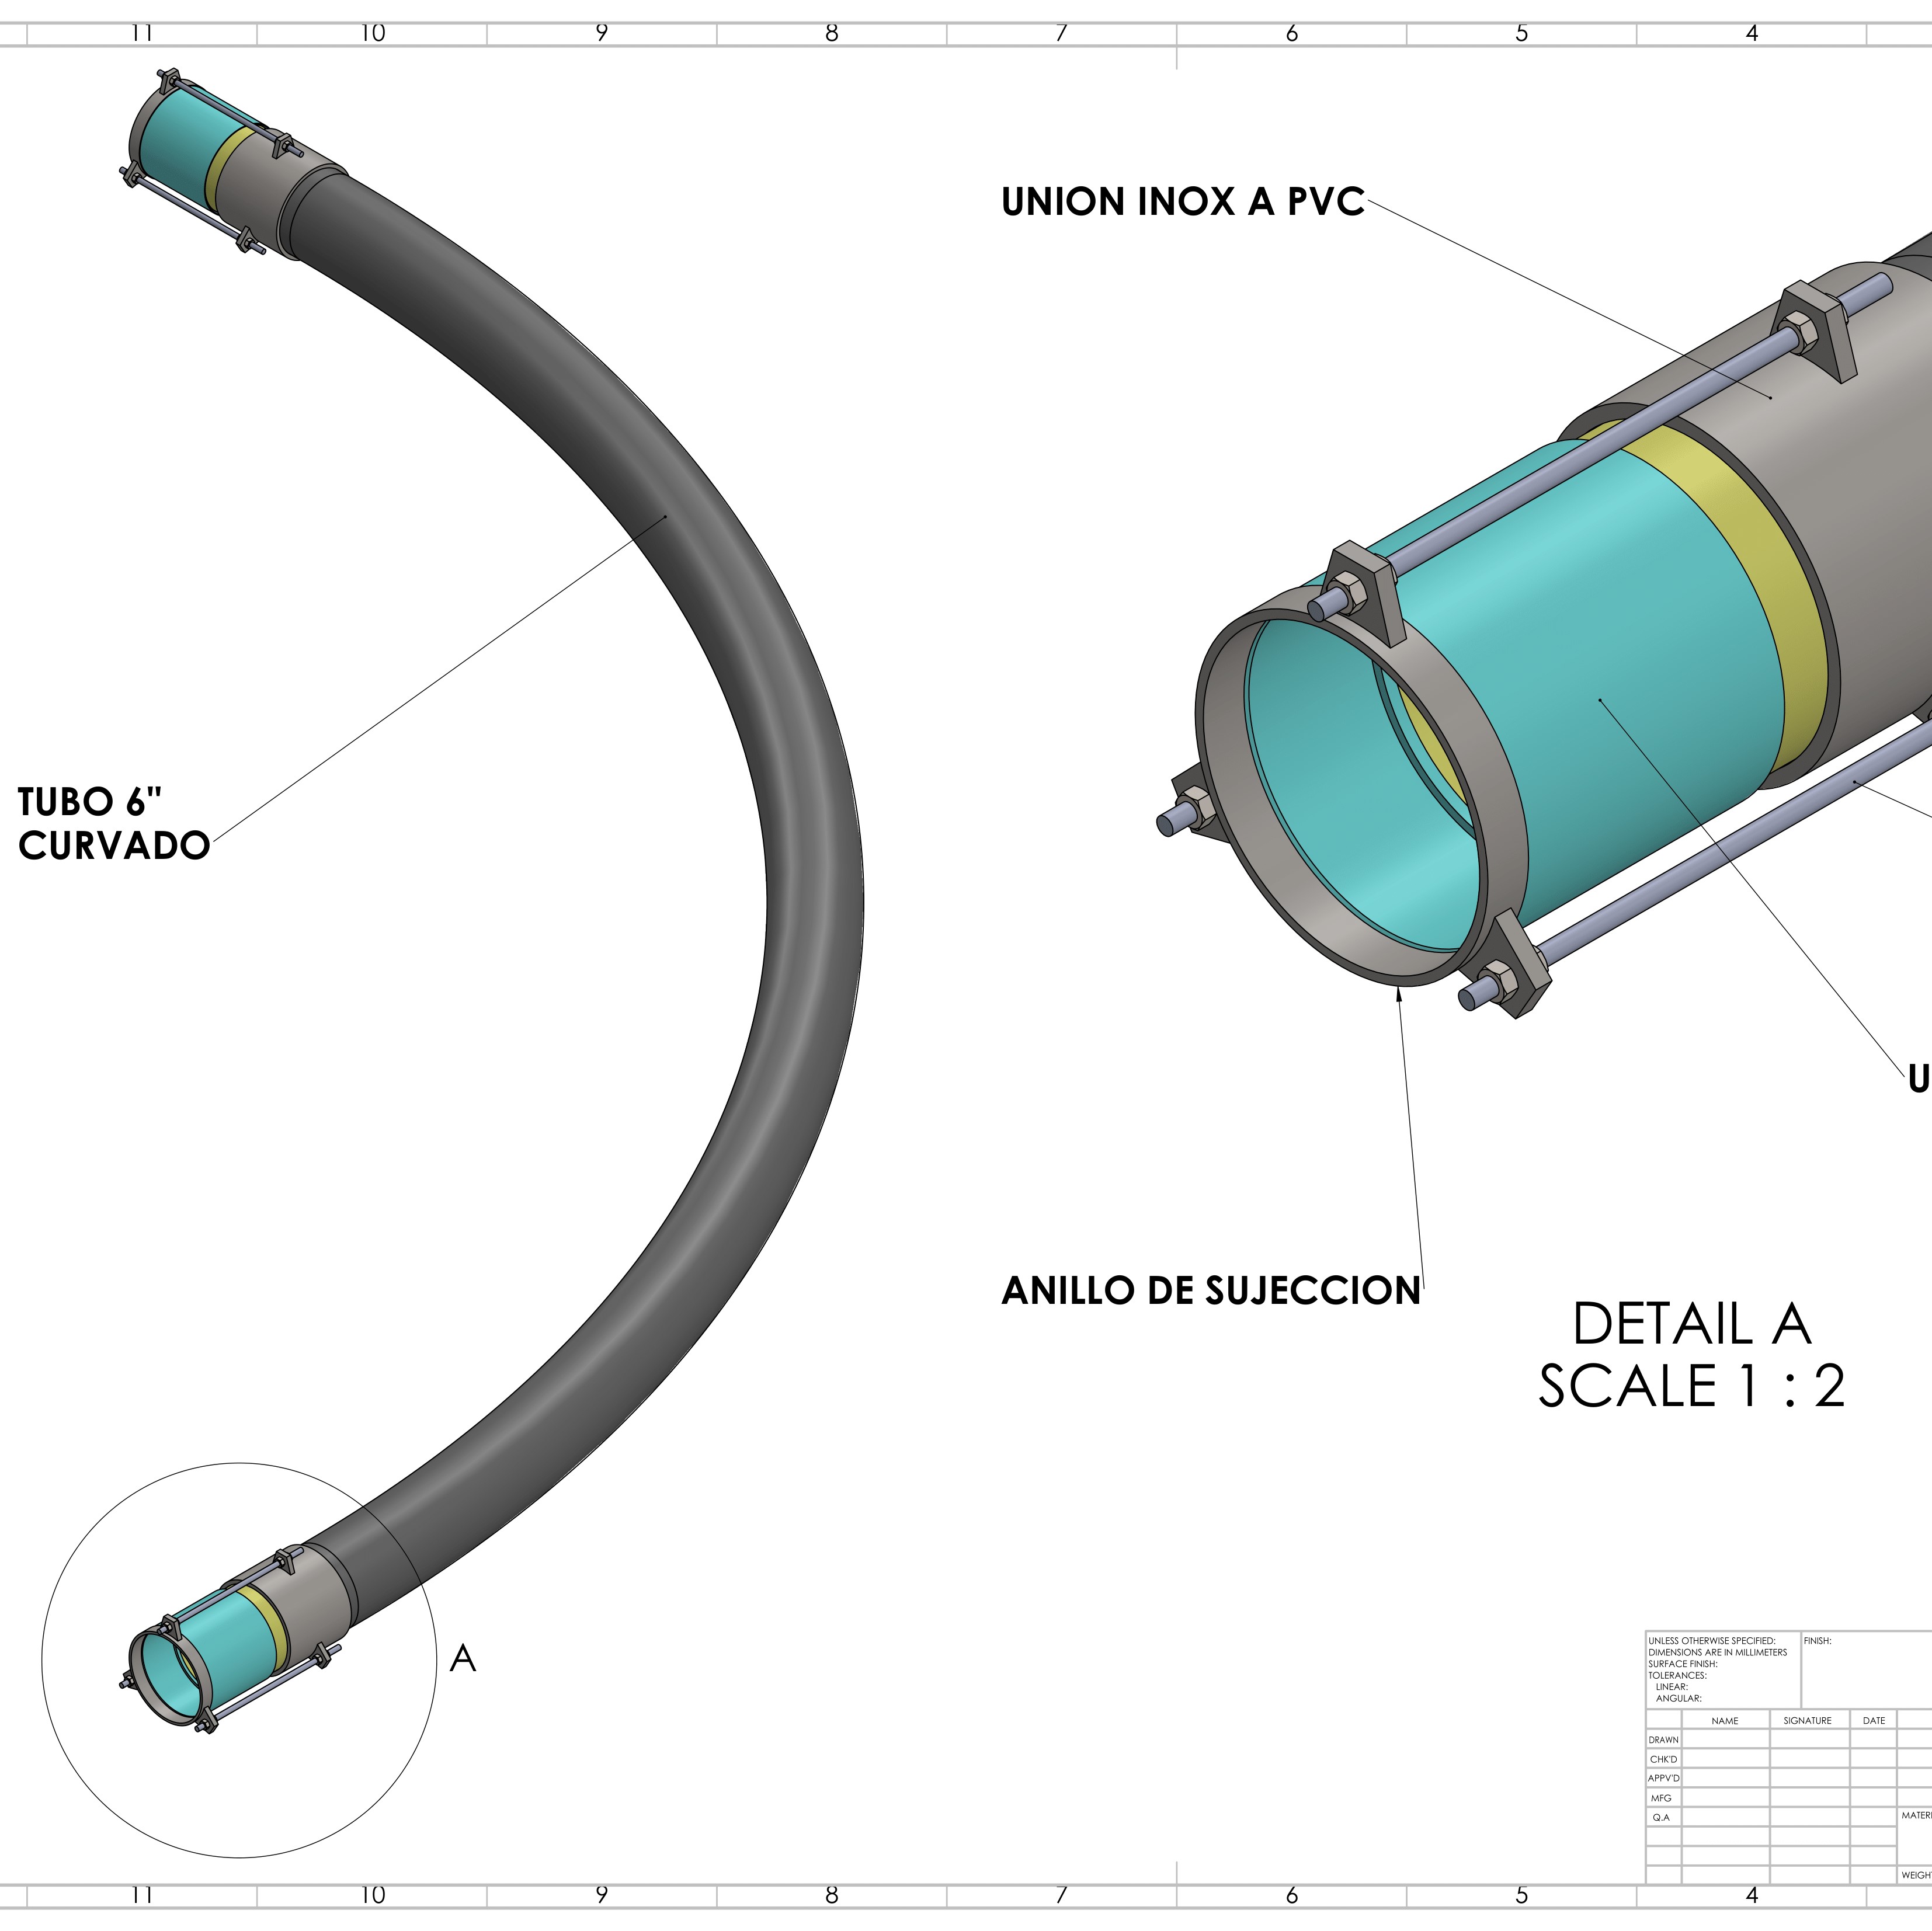 11 10 9 8 7 6 5 4
UNION INOX A PVC
TUBO 6"
CURVADO
U
ANILLO DE SUJECCION
DETAIL A
SCALE 1 : 2
A
UNLESS OTHERWISE SPECIFIED:
DIMENSIONS ARE IN MILLIMETERS
SURFACE FINISH:
TOLERANCES:
LINEAR:
ANGULAR:
FINISH:
NAME SIGNATURE DATE
DRAWN
CHK'D
APPV'D
MFG
Q.A
MATERI
WEIGHT
11 10 9 8 7 6 5 4